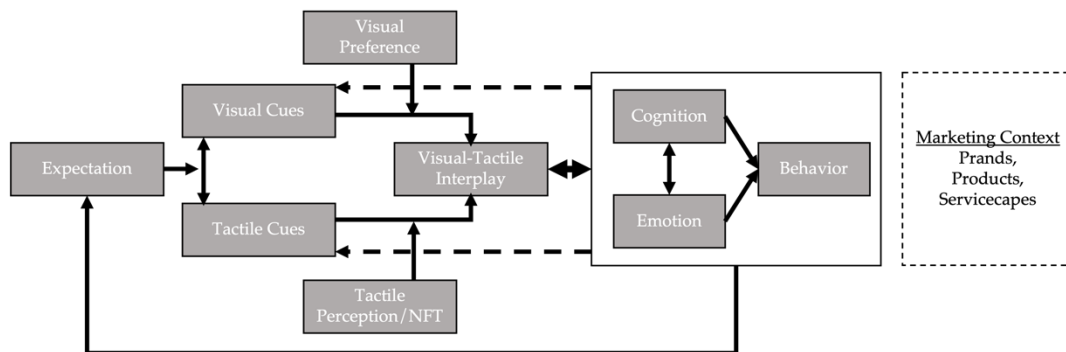 Visual
Preference
Visual Cues
Cognition
Marketing Context
Prands,
Products,
Servicecapes
Expectation
Visual-Tactile
Interplay
Behavior
Tactile Cues
Emotion
Tactile
Perception/NFT